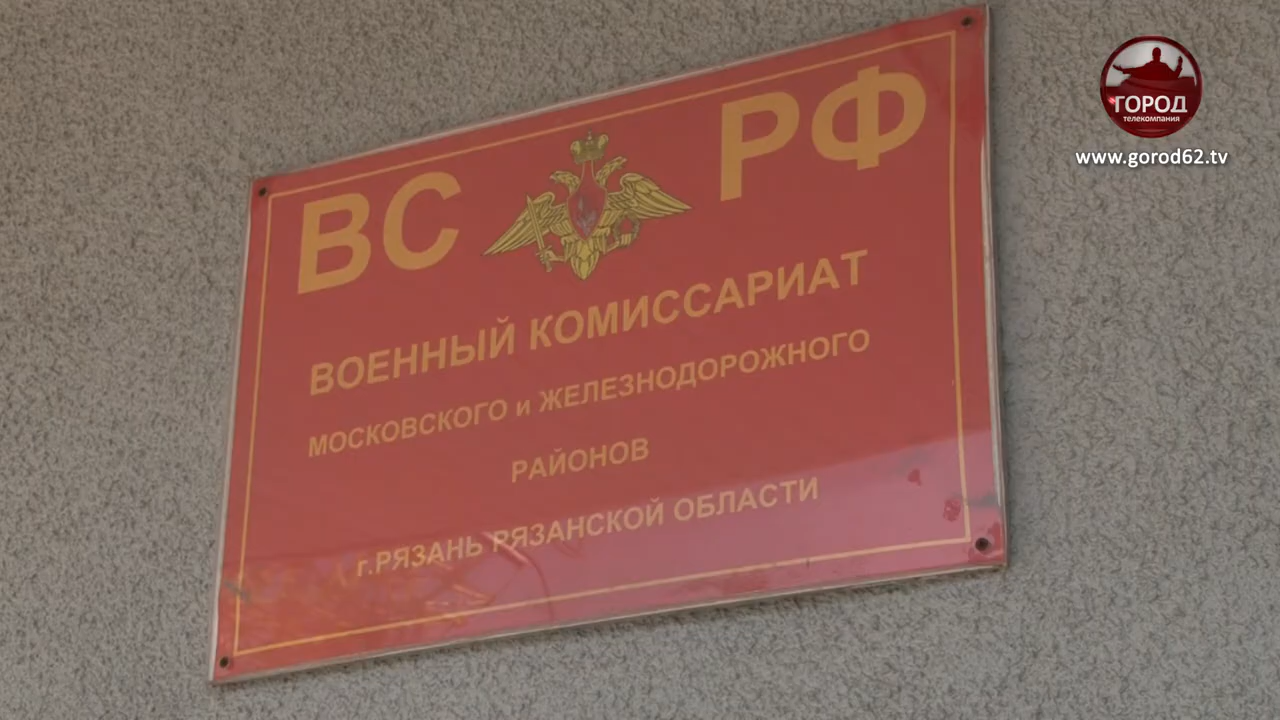 ВС РФ
ВОЕННЫЙ КОМИССАРИАТ
МОСКОВСКОГО и ЖЕЛЕЗНОДОРОЖНОГО
РАЙОНОВ
г.РЯЗАНЬ РЯЗАНСКОЙ ОБЛАСТИ
ГОРОД
телекомпания
www.gorod62.tv